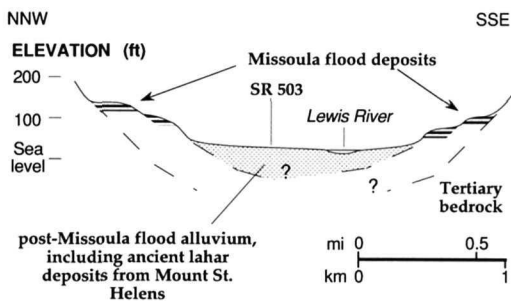 NNW
SSE
ELEVATION (ft)
Missoula flood deposits
200
SR 503
Lewis River
100
Sea
level
?
?
Tertiary
bedrock
post-Missoula flood alluvium,
including ancient lahar
deposits from Mount St.
Helens
mi 0 0.5
km 0 1